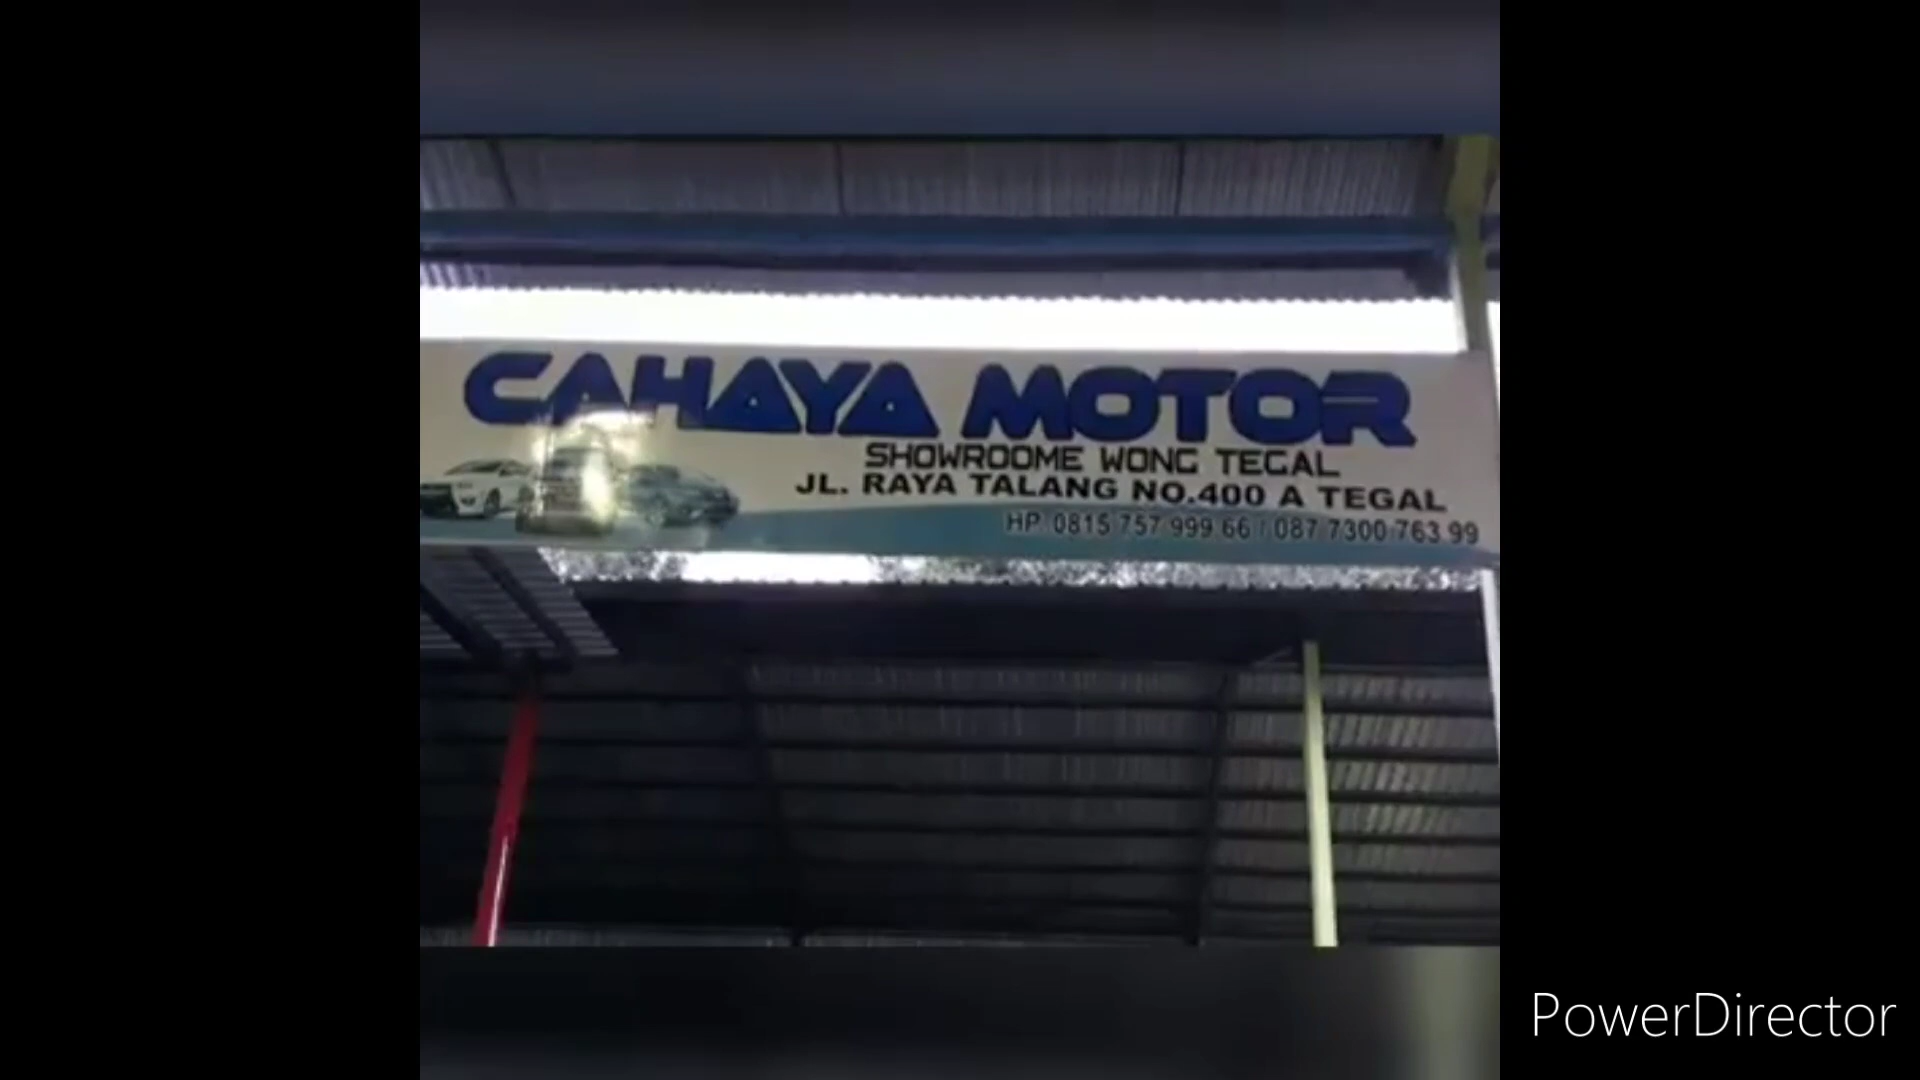 CAHAYA MOTOR
SHOWROOME WONG TEGAL
JL. RAYA TALANG NO.400 A TEGAL
HP. 0815 757 999 66 / 087 7300 763 99
PowerDirector